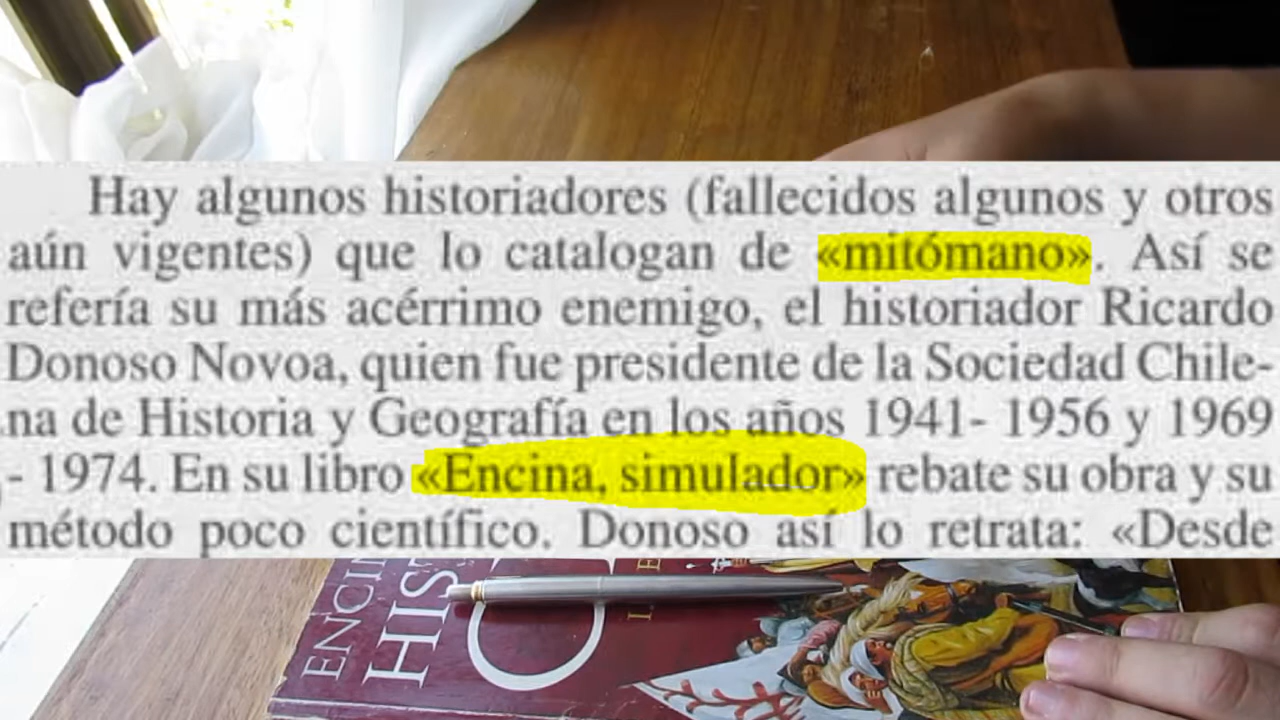 Hay algunos historiadores (fallecidos algunos y otros
aún vigentes) que lo catalogan de «mitómano». Así se
refería su más acérrimo enemigo, el historiador Ricardo
Donoso Novoa, quien fue presidente de la Sociedad Chile-
na de Historia y Geografía en los años 1941- 1956 y 1969
- 1974. En su libro «Encina, simulador» rebate su obra y su
método poco científico. Donoso así lo retrata: «Desde
ENCIN
HIS